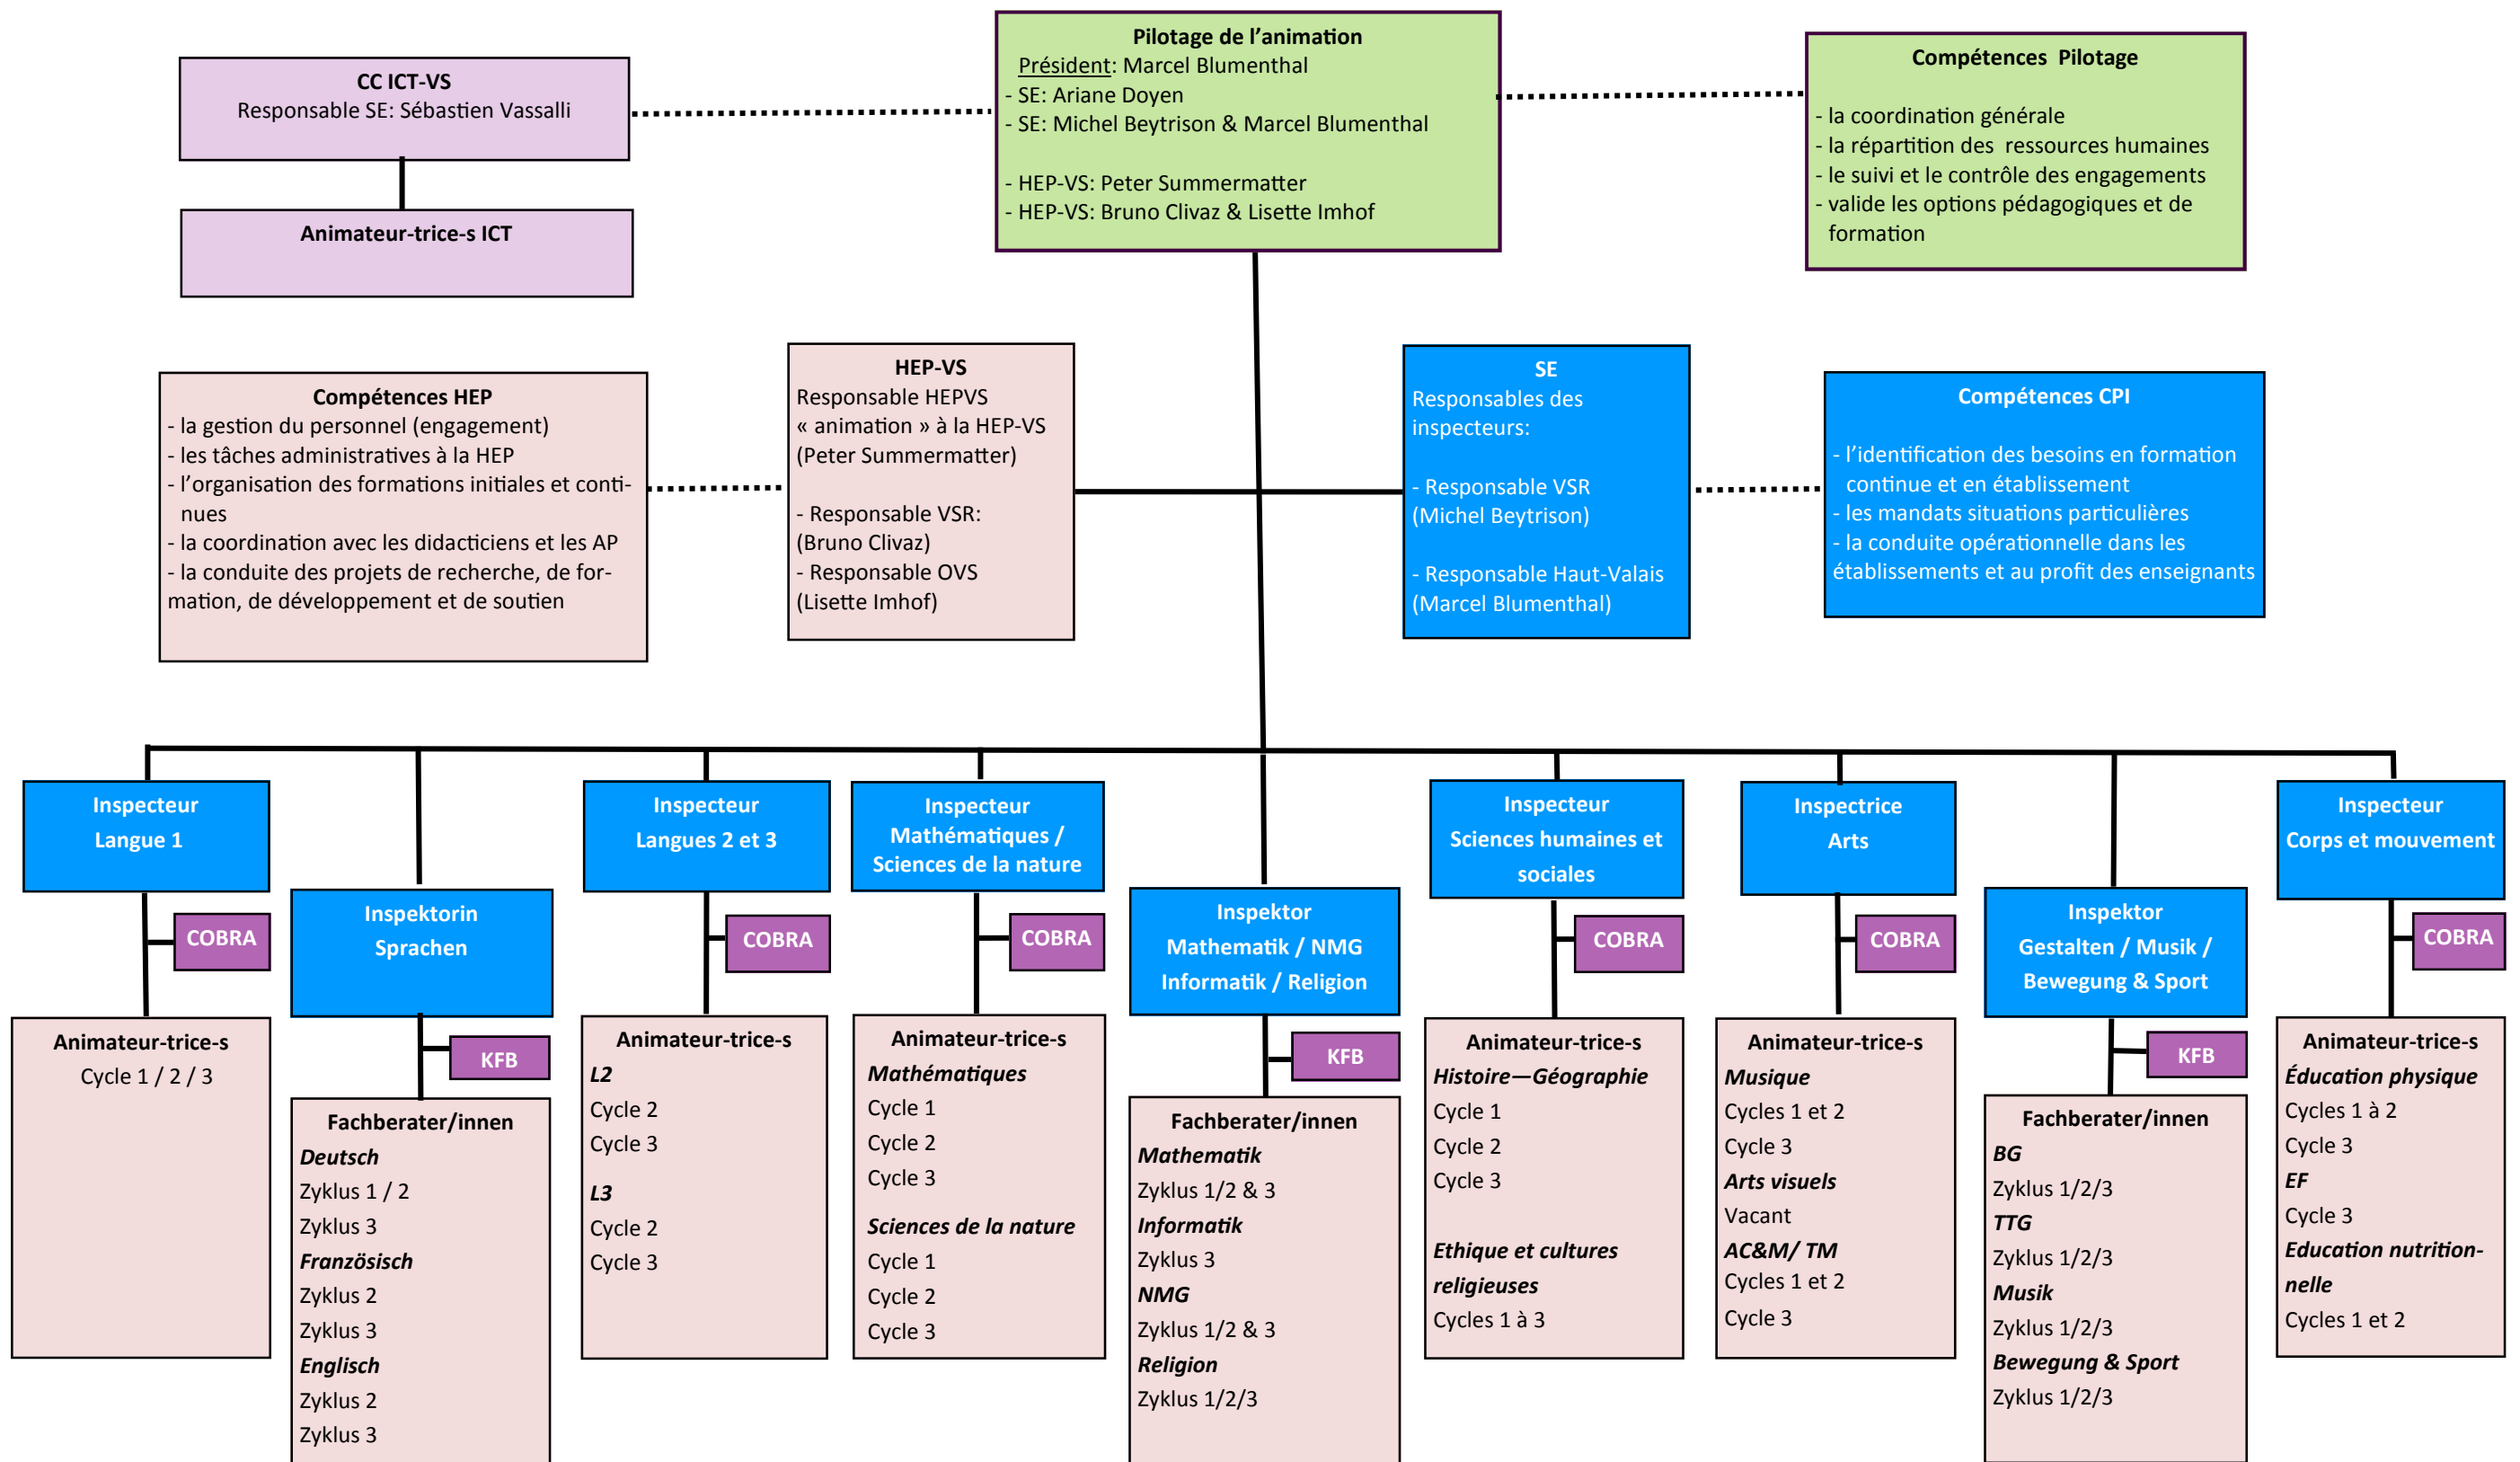 Pilotage de l’animation
Président: Marcel Blumenthal
- SE: Ariane Doyen
- SE: Michel Beytrison & Marcel Blumenthal
- HEP-VS: Peter Summermatter
- HEP-VS: Bruno Clivaz & Lisette Imhof
CC ICT-VS
Responsable SE: Sébastien Vassalli
Animateur-trice-s ICT
Compétences  Pilotage
- la coordination générale
- la répartition des  ressources humaines
- le suivi et le contrôle des engagements
- valide les options pédagogiques et de
formation
Compétences HEP
- la gestion du personnel (engagement)
- les tâches administratives à la HEP
- l’organisation des formations initiales et conti-
nues
- la coordination avec les didacticiens et les AP
- la conduite des projets de recherche, de for-
mation, de développement et de soutien
HEP-VS
Responsable HEPVS
« animation » à la HEP-VS
(Peter Summermatter)
- Responsable VSR:
(Bruno Clivaz)
- Responsable OVS
(Lisette Imhof)
SE
Responsables des
inspecteurs:
- Responsable VSR
(Michel Beytrison)
- Responsable Haut-Valais
(Marcel Blumenthal)
Compétences CPI
- l’identification des besoins en formation
continue et en établissement
- les mandats situations particulières
- la conduite opérationnelle dans les
établissements et au profit des enseignants
Inspecteur
Langue 1
COBRA
Animateur-trice-s
Cycle 1 / 2 / 3
Inspektorin
Sprachen
KFB
Fachberater/innen
Deutsch
Zyklus 1 / 2
Zyklus 3
Französisch
Zyklus 2
Zyklus 3
Englisch
Zyklus 2
Zyklus 3
Inspecteur
Langues 2 et 3
COBRA
Animateur-trice-s
L2
Cycle 2
Cycle 3
L3
Cycle 2
Cycle 3
Inspecteur
Mathématiques /
Sciences de la nature
COBRA
Animateur-trice-s
Mathématiques
Cycle 1
Cycle 2
Cycle 3
Sciences de la nature
Cycle 1
Cycle 2
Cycle 3
Inspektor
Mathematik / NMG
Informatik / Religion
KFB
Fachberater/innen
Mathematik
Zyklus 1/2 & 3
Informatik
Zyklus 3
NMG
Zyklus 1/2 & 3
Religion
Zyklus 1/2/3
Inspecteur
Sciences humaines et
sociales
COBRA
Animateur-trice-s
Histoire—Géographie
Cycle 1
Cycle 2
Cycle 3
Ethique et cultures
religieuses
Cycles 1 à 3
Inspectrice
Arts
COBRA
Animateur-trice-s
Musique
Cycles 1 et 2
Cycle 3
Arts visuels
Vacant
AC&M/ TM
Cycles 1 et 2
Cycle 3
Inspektor
Gestalten / Musik /
Bewegung & Sport
KFB
Fachberater/innen
BG
Zyklus 1/2/3
TTG
Zyklus 1/2/3
Musik
Zyklus 1/2/3
Bewegung & Sport
Zyklus 1/2/3
Inspecteur
Corps et mouvement
COBRA
Animateur-trice-s
Éducation physique
Cycles 1 à 2
Cycle 3
EF
Cycle 3
Education nutrition-
nelle
Cycles 1 et 2